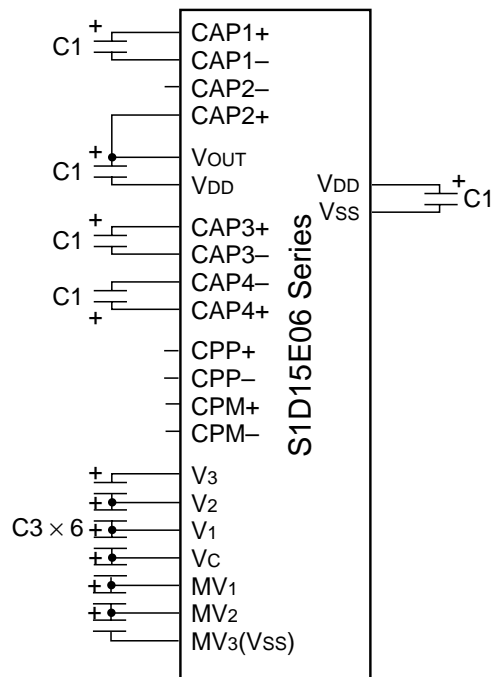 C1
+
CAP1+
CAP1–
CAP2–
CAP2+
+
C1
VOUT
VDD
VDD
VSS
+
C1
+
C1
CAP3+
CAP3–
C1
+
CAP4–
CAP4+
CPP+
CPP–
CPM+
CPM–
S1D15E06 Series
C3 × 6
+
+
+
+
+
+
V3
V2
V1
VC
MV1
MV2
MV3(VSS)